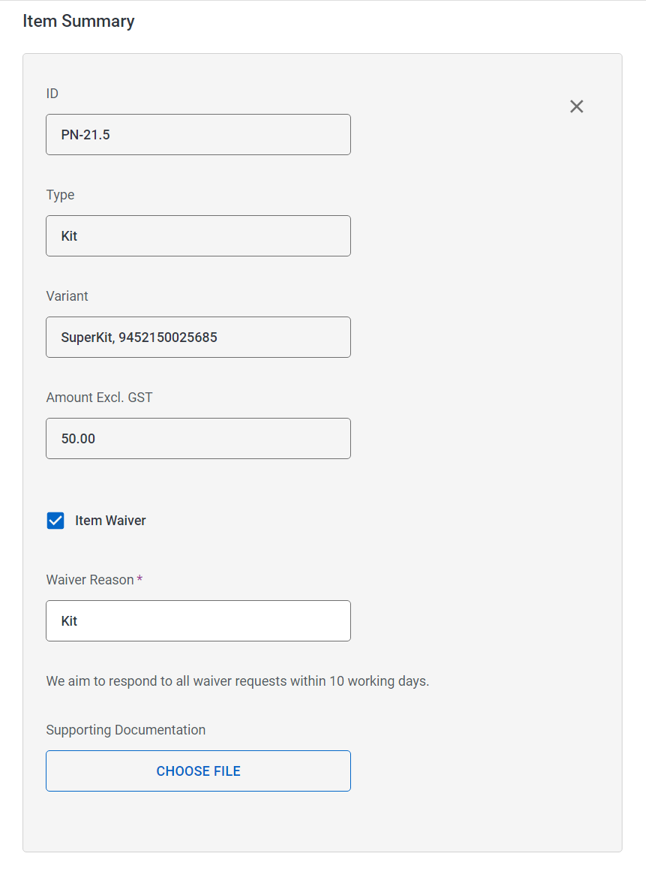 Item Summary
ID
PN-21.5
Type
Kit
Variant
SuperKit, 9452150025685
Amount Excl. GST
50.00
Item Waiver
Waiver Reason *
Kit
We aim to respond to all waiver requests within 10 working days.
Supporting Documentation
CHOOSE FILE